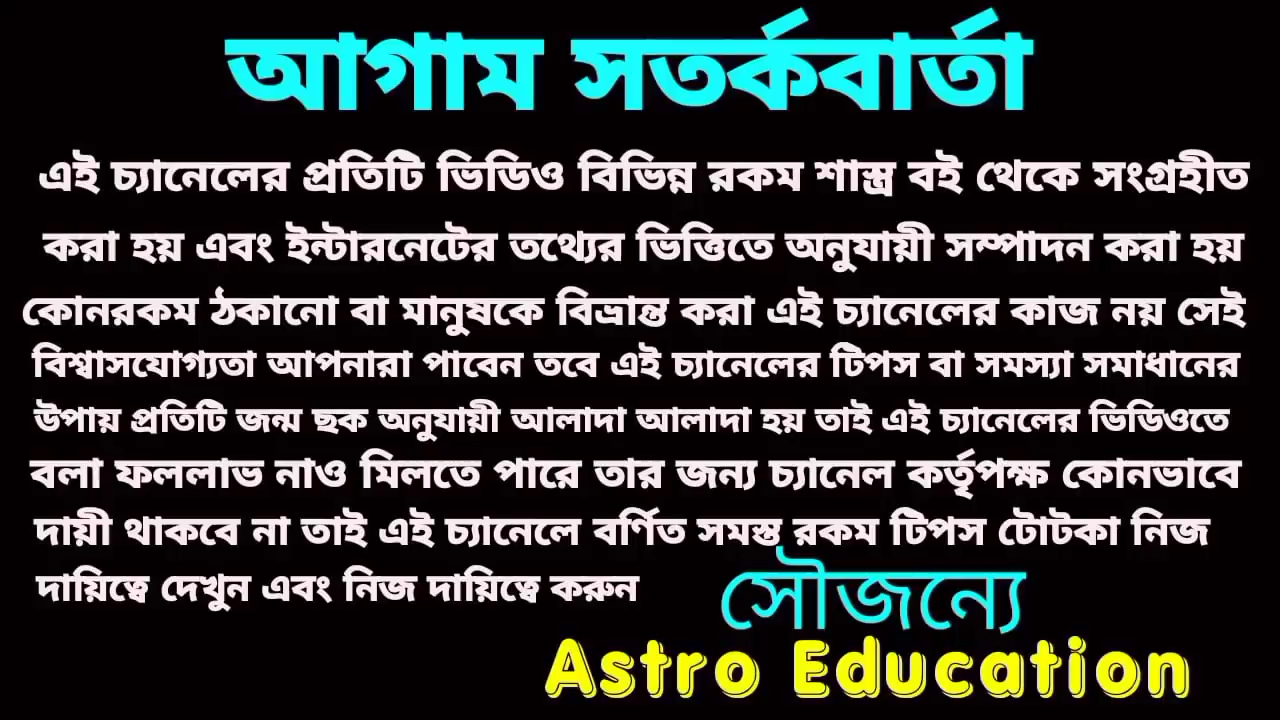 আগাম সতর্কবার্তা
এই চ্যানেলের প্রতিটি ভিডিও বিভিন্ন রকম শাস্ত্র বই থেকে সংগ্রহীত
করা হয় এবং ইন্টারনেটের তথ্যের ভিত্তিতে অনুযায়ী সম্পাদন করা হয়
কোনরকম ঠকানো বা মানুষকে বিভ্রান্ত করা এই চ্যানেলের কাজ নয় সেই
বিশ্বাসযোগ্যতা আপনারা পাবেন তবে এই চ্যানেলের টিপস বা সমস্যা সমাধানের
উপায় প্রতিটি জন্ম ছক অনুযায়ী আলাদা আলাদা হয় তাই এই চ্যানেলের ভিডিওতে
বলা ফললাভ নাও মিলতে পারে তার জন্য চ্যানেল কর্তৃপক্ষ কোনভাবে
দায়ী থাকবে না তাই এই চ্যানেলে বর্ণিত সমস্ত রকম টিপস টোটকা নিজ
দায়িত্বে দেখুন এবং নিজ দায়িত্বে করুন
সৌজন্যে
Astro Education